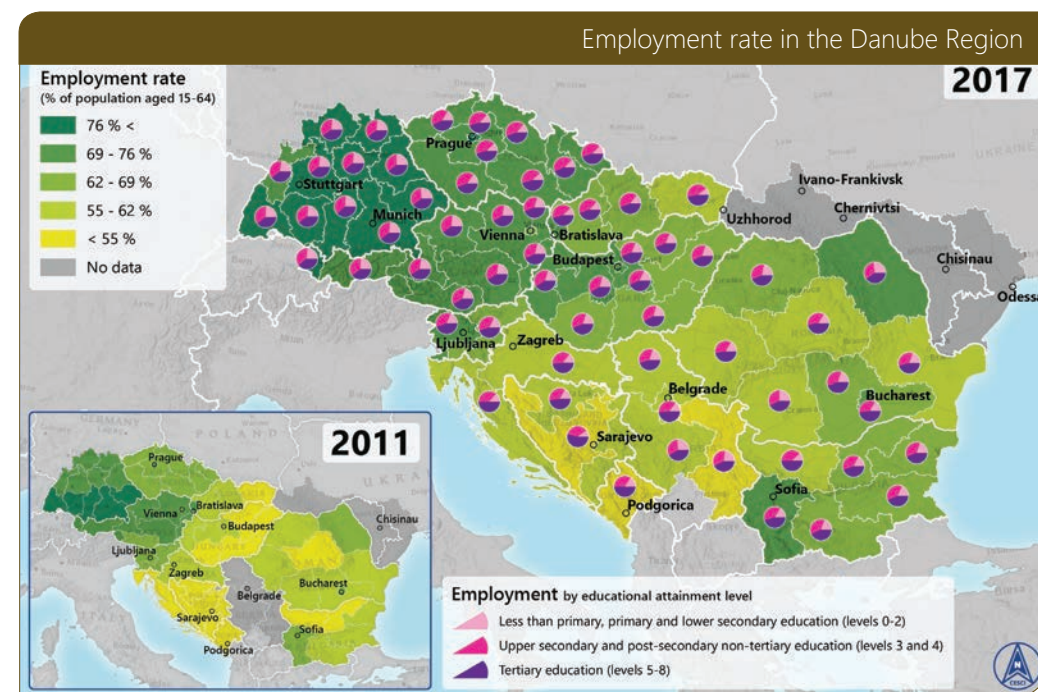 Employment rate in the Danube Region
Employment rate
(% of population aged 15-64)
76 % <
69 - 76 %
62 - 69 %
55 - 62 %
< 55 %
No data
2017
Prague
Stuttgart
Munich
Vienna
Bratislava
Budapest
Uzhhorod
Ivano-Frankivsk
Chernivtsi
Chisinau
Odessa
Ljubljana
Zagreb
Belgrade
Bucharest
Sarajevo
Podgorica
Sofia
2011
GERMANY
POLAND
Prague
Vienna
Bratislava
Budapest
Chisinau
Ljubljana
Zagreb
Belgrade
Bucharest
Sarajevo
Podgorica
Sofia
Employment by educational attainment level
Less than primary, primary and lower secondary education (levels 0-2)
Upper secondary and post-secondary non-tertiary education (levels 3 and 4)
Tertiary education (levels 5-8)
CESCI